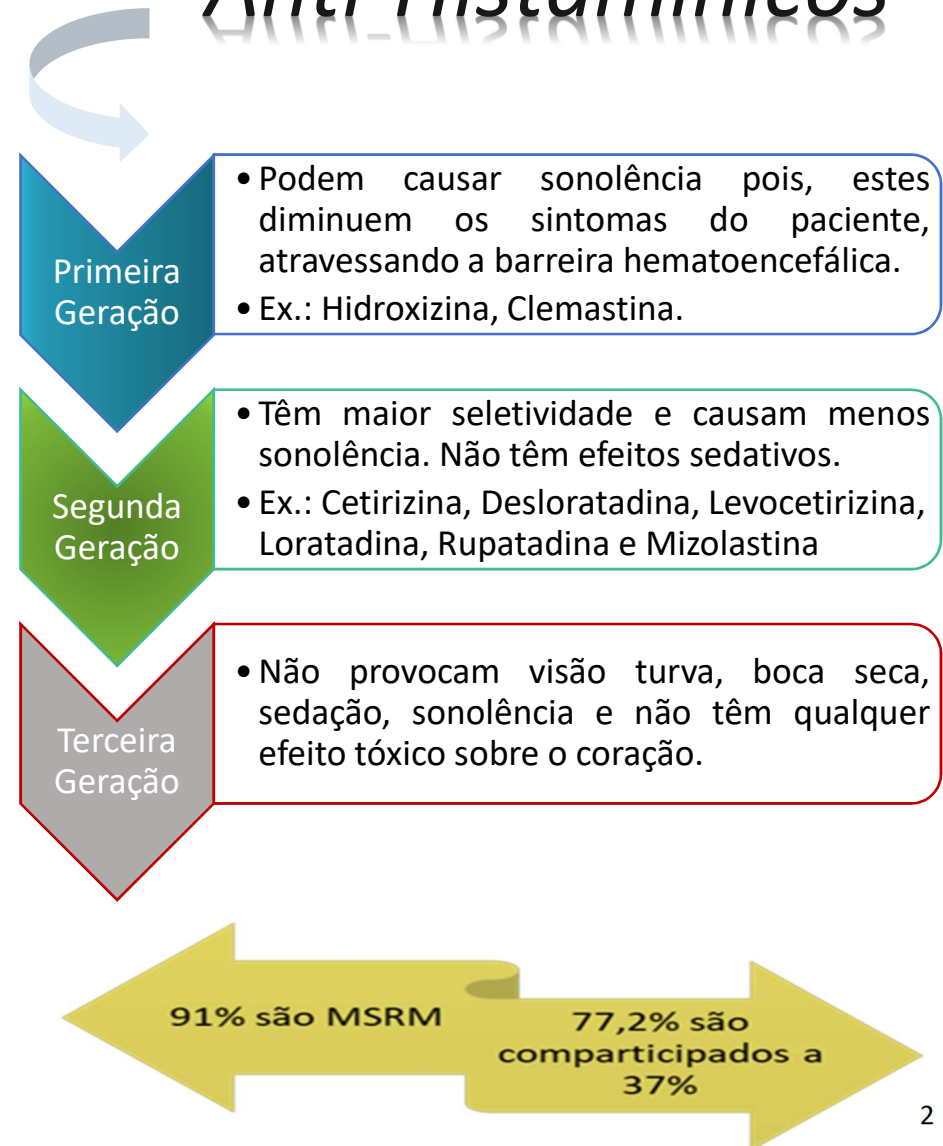 Anti-Histamínicos
Primeira
Geração
• Podem causar sonolência pois, estes
diminuem os sintomas do paciente,
atravessando a barreira hematoencefálica.
• Ex.: Hidroxizina, Clemastina.
Segunda
Geração
• Têm maior seletividade e causam menos
sonolência. Não têm efeitos sedativos.
• Ex.: Cetirizina, Desloratadina, Levocetirizina,
Loratadina, Rupatadina e Mizolastina
Terceira
Geração
• Não provocam visão turva, boca seca,
sedação, sonolência e não têm qualquer
efeito tóxico sobre o coração.
91% são MSRM
77,2% são
comparticipados a
37%
2